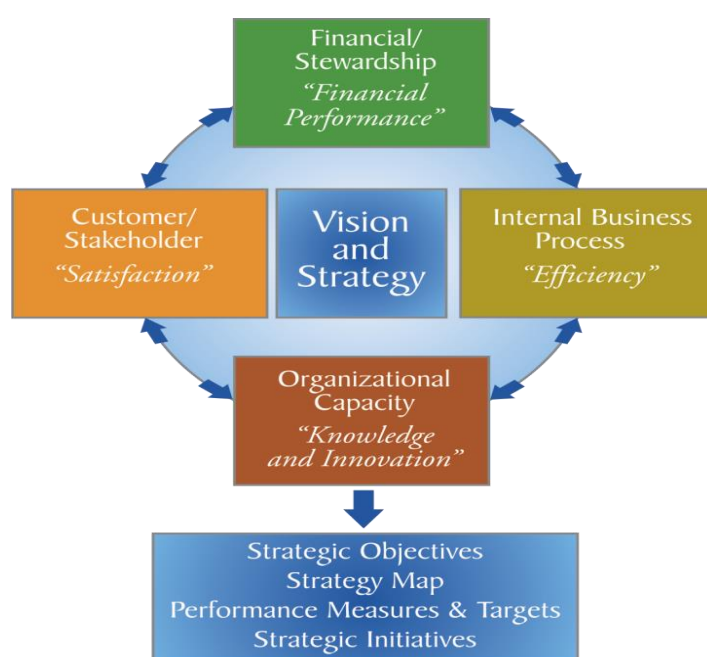 Financial/
Stewardship
“Financial
Performance”
Customer/
Stakeholder
“Satisfaction”
Vision
and
Strategy
Internal Business
Process
“Efficiency”
Organizational
Capacity
“Knowledge
and Innovation”
Strategic Objectives
Strategy Map
Performance Measures & Targets
Strategic Initiatives